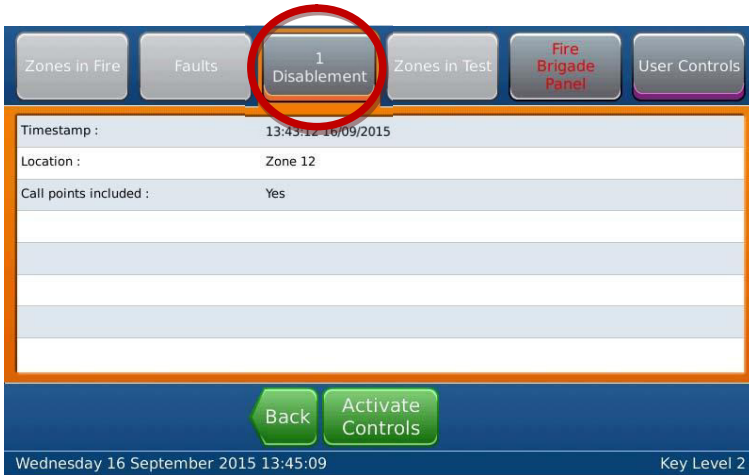 Zones in Fire
Faults
1
Disablement
Zones in Test
Fire
Brigade
Panel
User Controls
Timestamp :
13:43:12 16/09/2015
Location :
Zone 12
Call points included :
Yes
Back
Activate
Controls
Wednesday 16 September 2015 13:45:09
Key Level 2